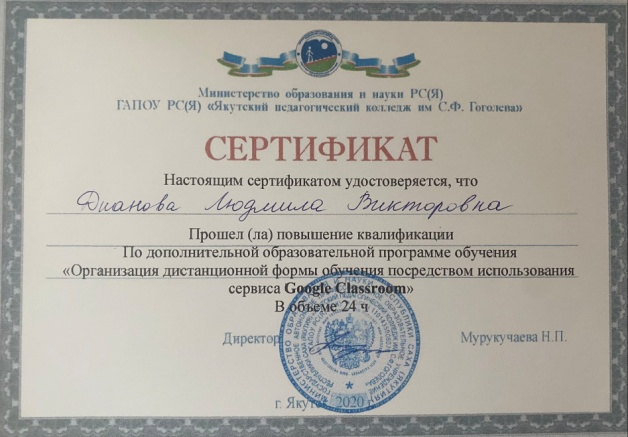 Министерство образования и науки РС(Я)
ГАПОУ РС(Я) «Якутский педагогический колледж им С.Ф. Гоголева»
СЕРТИФИКАТ
Настоящим сертификатом удостоверяется, что
Дианова Людмила Викторовна
Прошел (ла) повышение квалификации
По дополнительной образовательной программе обучения
«Организация дистанционной формы обучения посредством использования
сервиса Google Classroom»
В объеме 24 ч
Директор Мурукучаева Н.П.
г. Якутск 2020 г